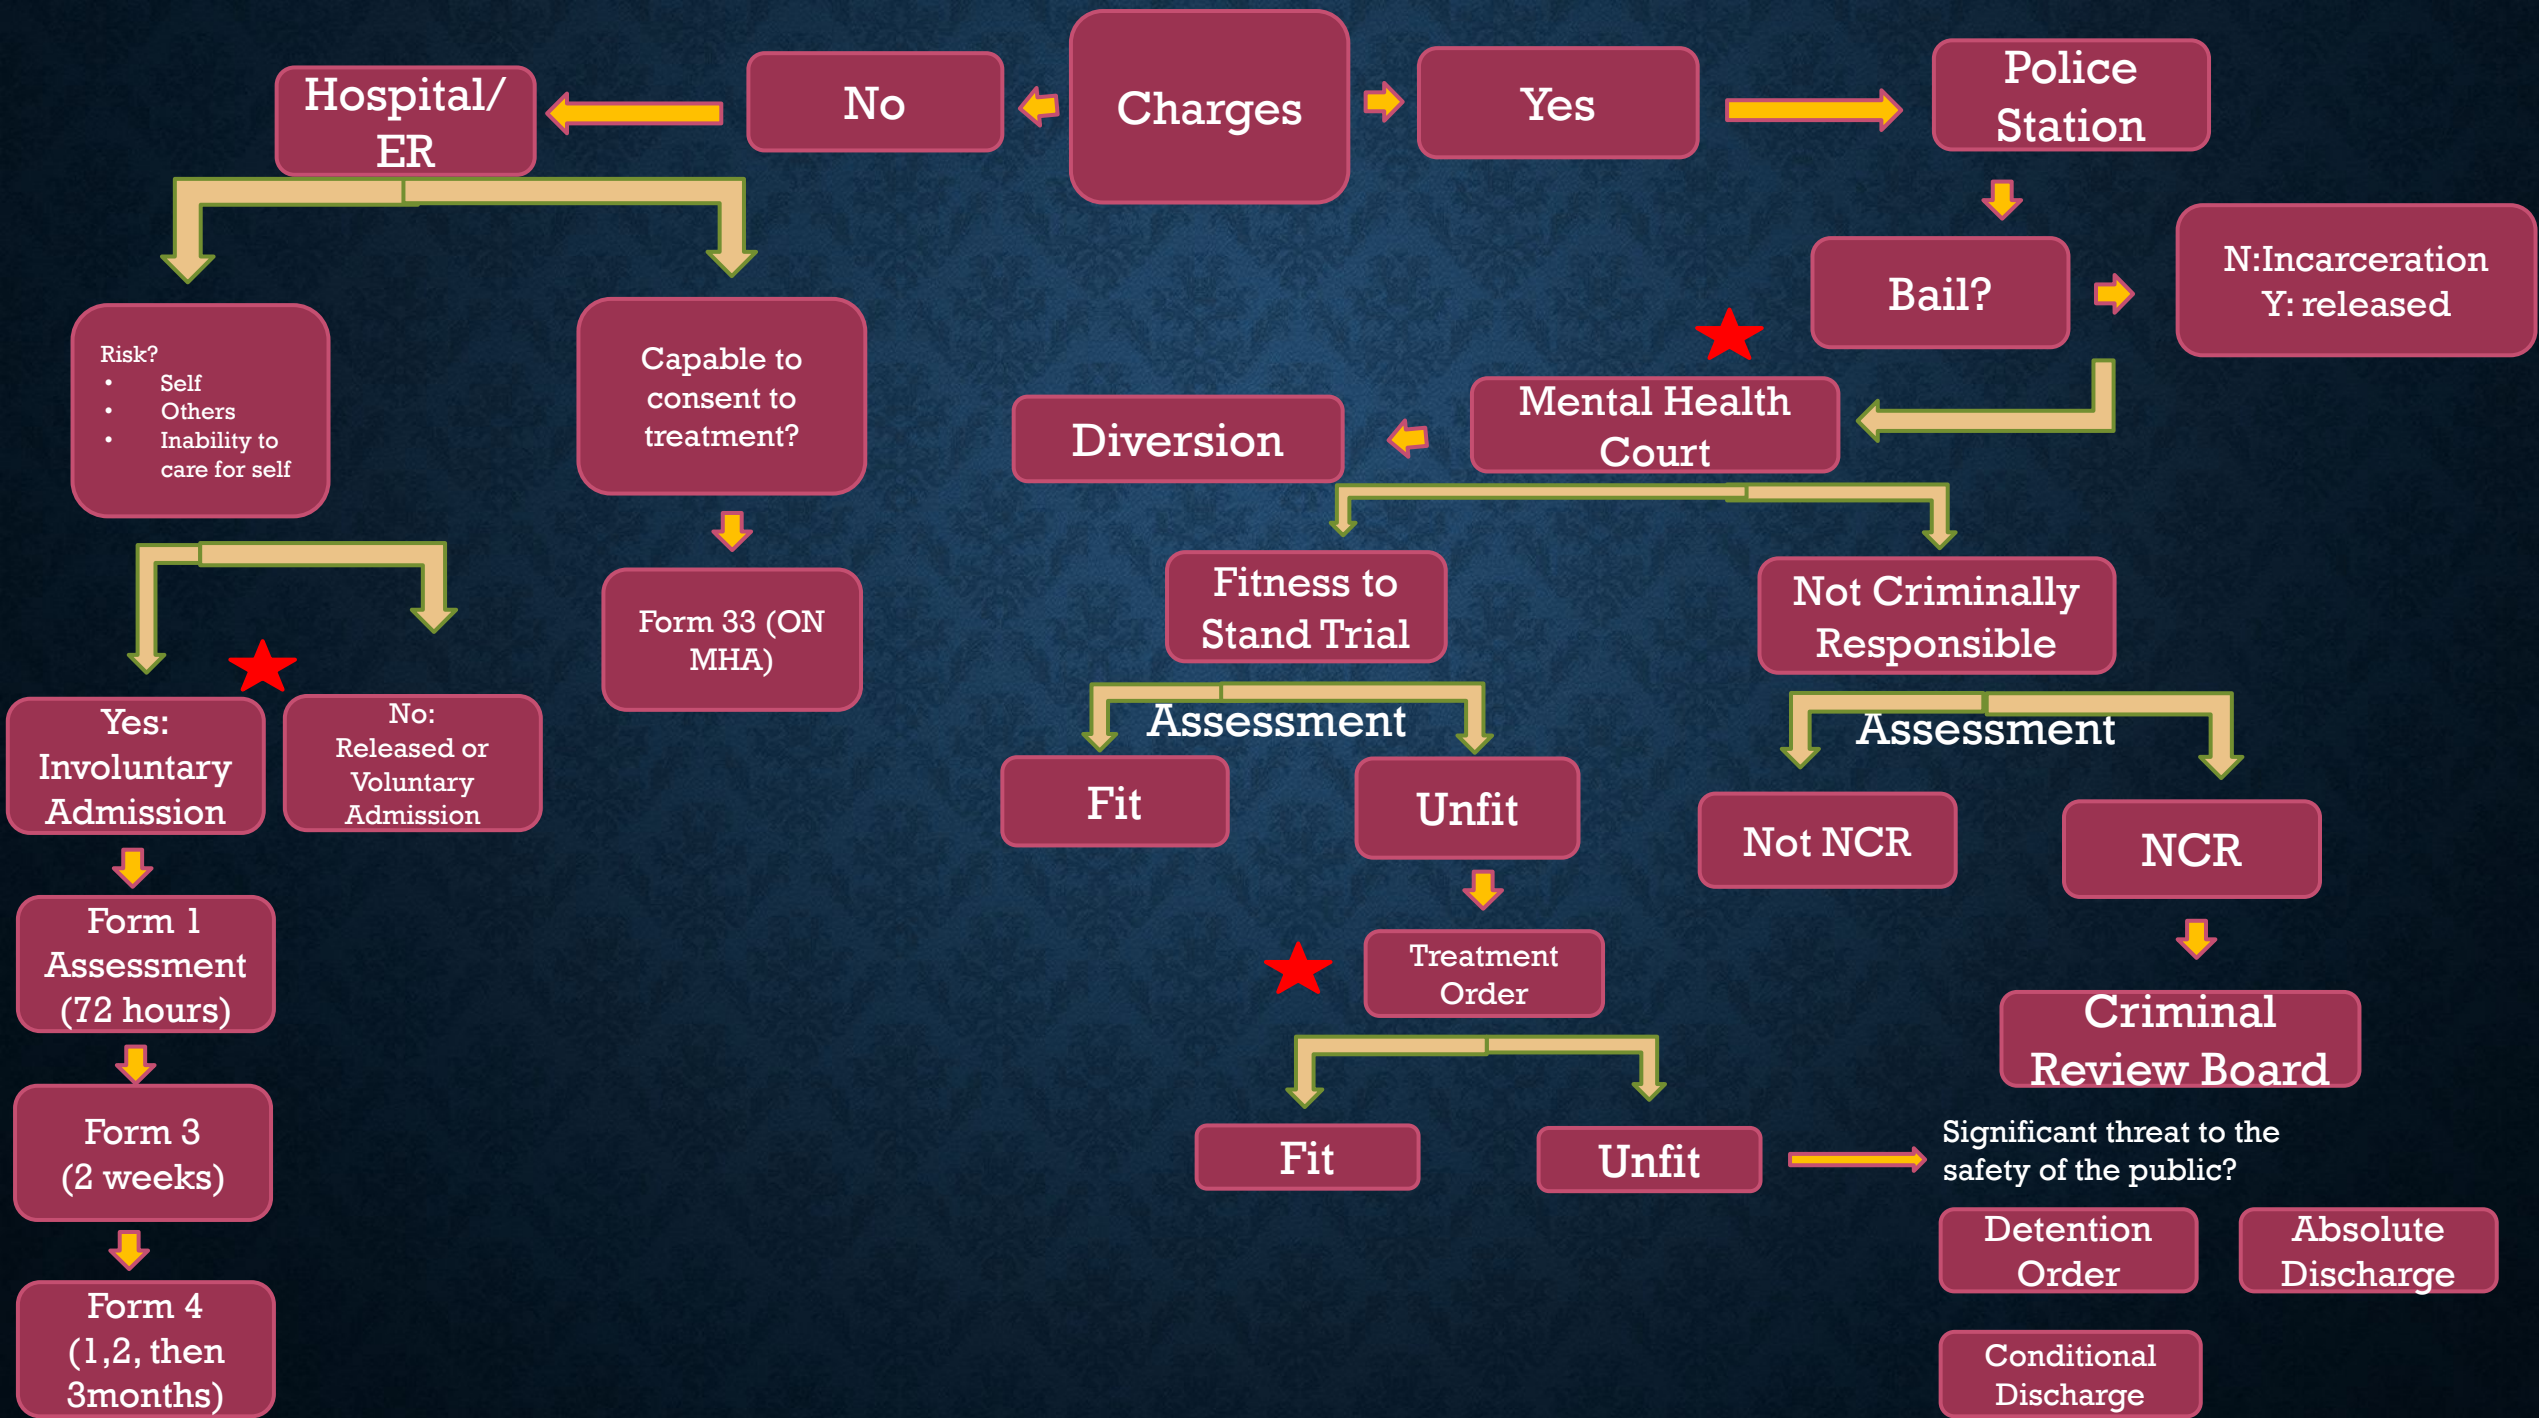 Hospital/
ER
No
Charges
Yes
Police
Station
Bail?
N:Incarceration
Y: released
Risk?
• Self
• Others
• Inability to
care for self
Capable to
consent to
treatment?
Diversion
Mental Health
Court
Form 33 (ON
MHA)
Fitness to
Stand Trial
Not Criminally
Responsible
Yes:
Involuntary
Admission
No:
Released or
Voluntary
Admission
Assessment
Assessment
Fit
Unfit
Not NCR
NCR
Form 1
Assessment
(72 hours)
Treatment
Order
Criminal
Review Board
Form 3
(2 weeks)
Fit
Unfit
Significant threat to the
safety of the public?
Detention
Order
Absolute
Discharge
Form 4
(1,2, then
3months)
Conditional
Discharge